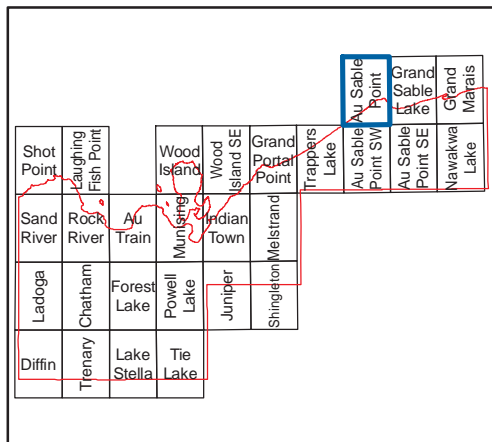 Au Sable
Point
Grand
Sable
Lake
Grand
Marais
Shot
Point
Laughing
Fish Point
Wood
Island
Wood
Island SE
Grand
Portal
Point
Trappers
Lake
Au Sable
Point SW
Au Sable
Point SE
Nawakwa
Lake
Sand
River
Rock
River
Au
Train
Munising
Indian
Town
Melstrand
Ladoga
Chatham
Forest
Lake
Powell
Lake
Juniper
Shingleton
Diffin
Trenary
Lake
Stella
Tie
Lake